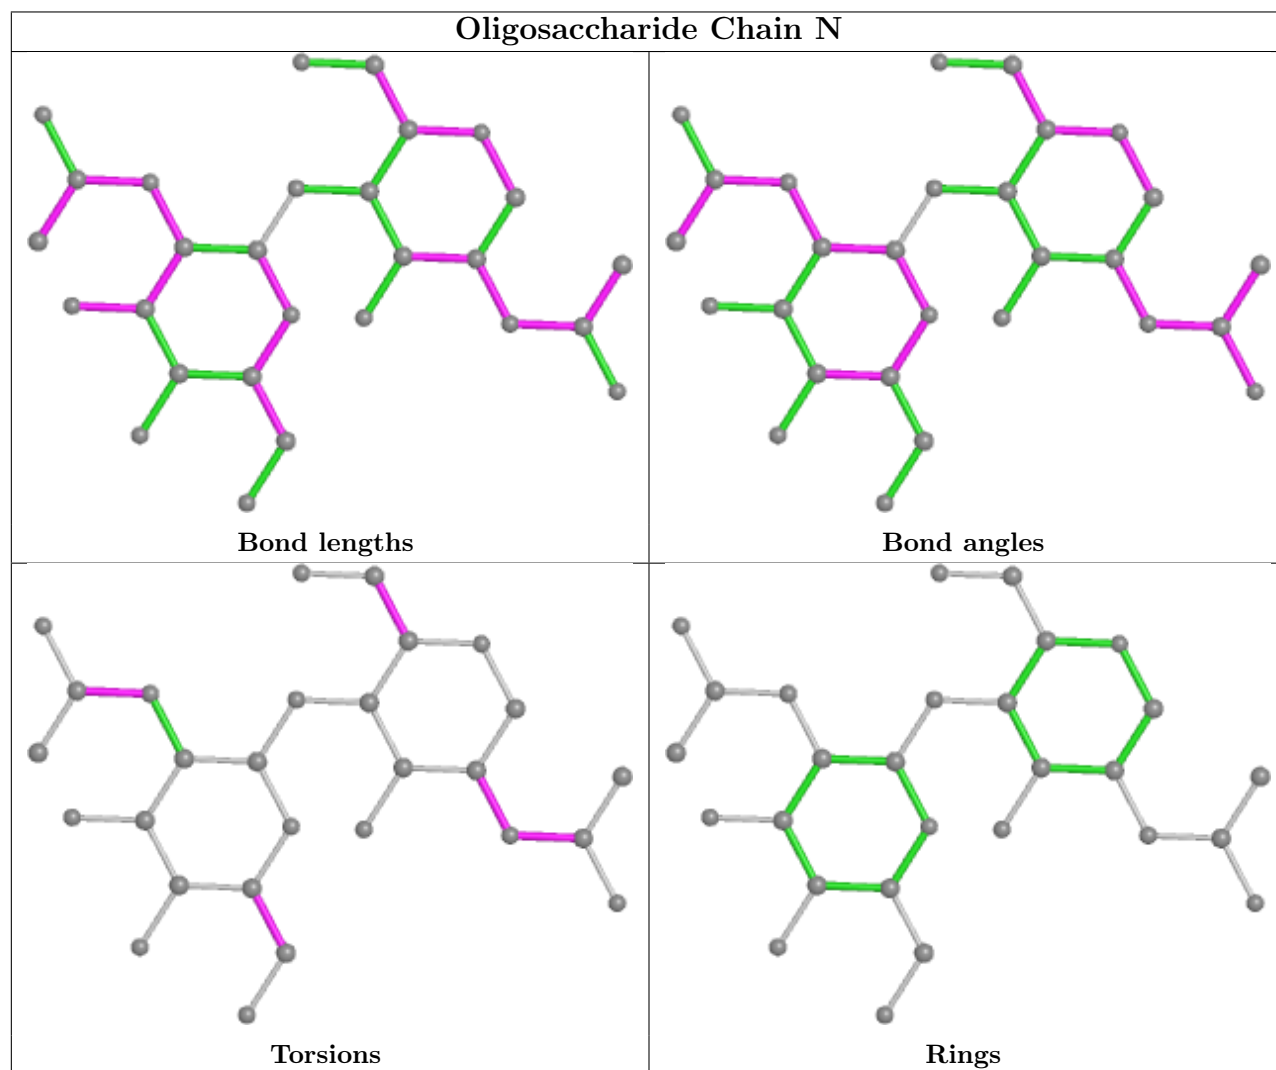 Oligosaccharide Chain N
Bond lengths
Bond angles
Torsions
Rings